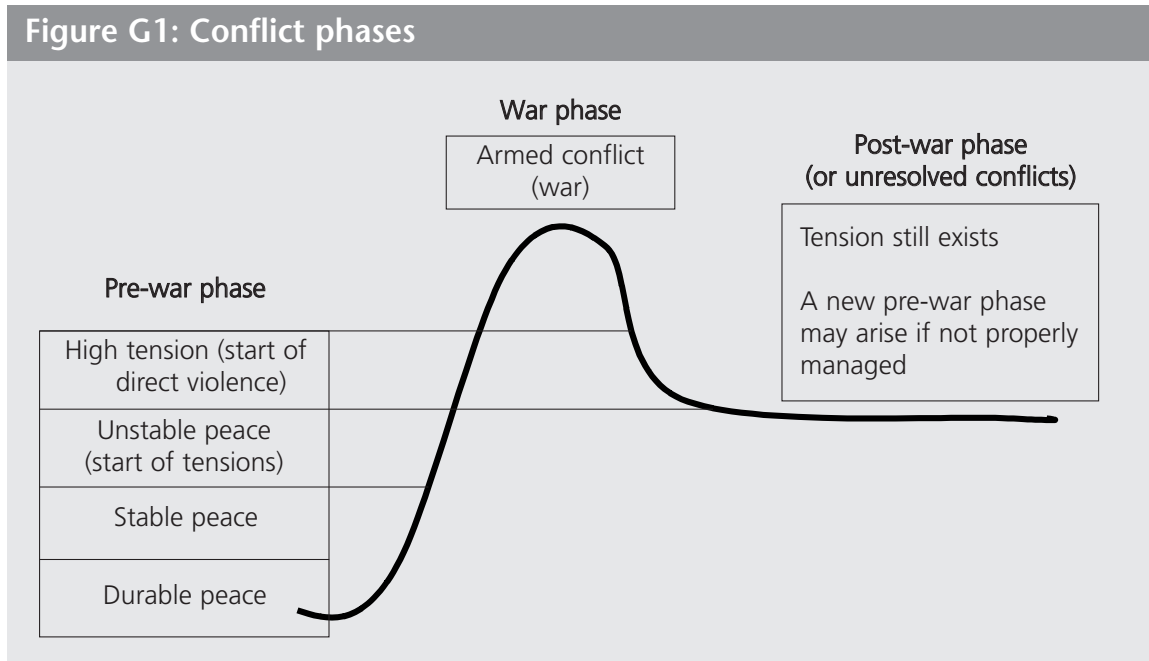 Figure G1: Conflict phases
War phase
Armed conflict
(war)
Post-war phase
(or unresolved conflicts)
Tension still exists
A new pre-war phase
may arise if not properly
managed
Pre-war phase
High tension (start of
direct violence)
Unstable peace
(start of tensions)
Stable peace
Durable peace